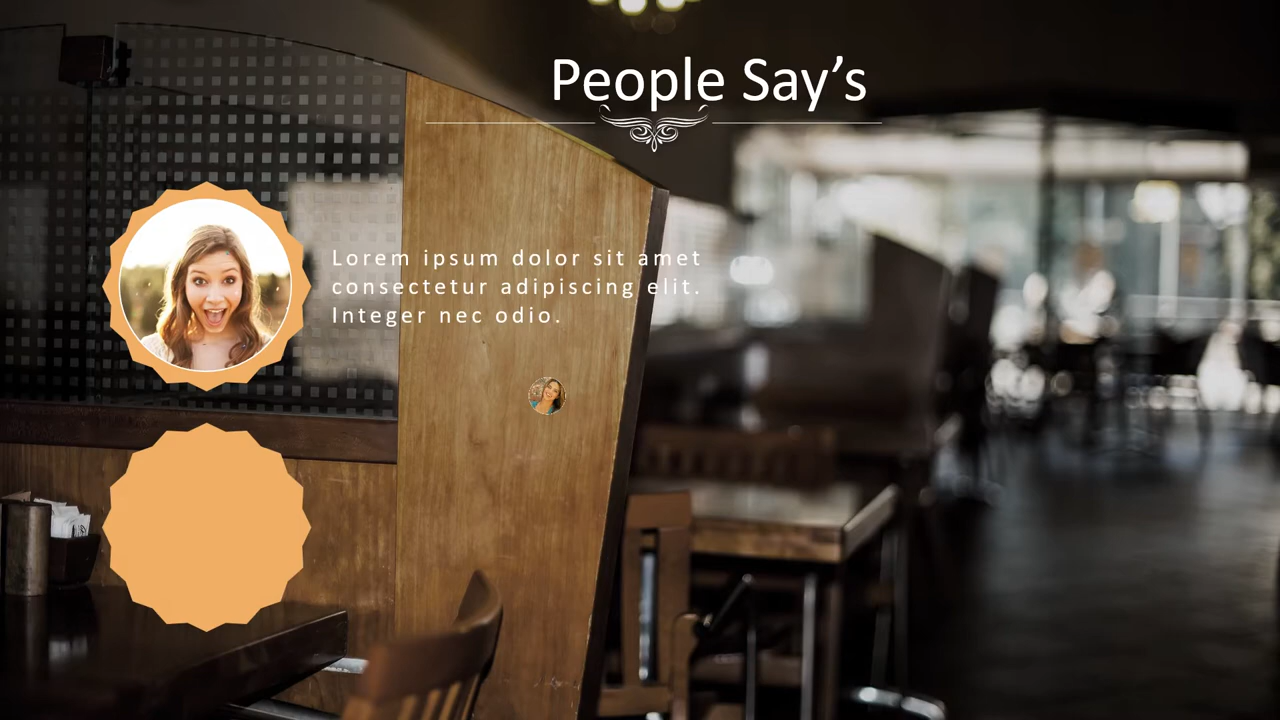 People Say’s
Lorem ipsum dolor sit amet
consectetur adipiscing elit.
Integer nec odio.